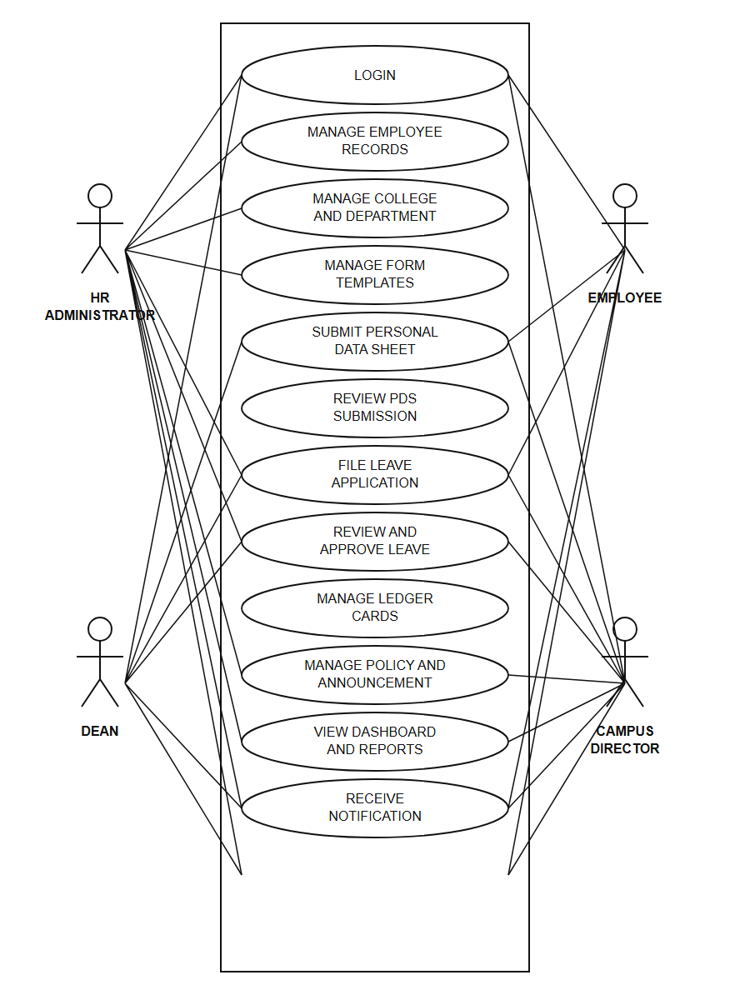 LOGIN
MANAGE EMPLOYEE
RECORDS
MANAGE COLLEGE
AND DEPARTMENT
MANAGE FORM
TEMPLATES
HR
ADMINISTRATOR
EMPLOYEE
SUBMIT PERSONAL
DATA SHEET
REVIEW PDS
SUBMISSION
FILE LEAVE
APPLICATION
REVIEW AND
APPROVE LEAVE
MANAGE LEDGER
CARDS
MANAGE POLICY AND
ANNOUNCEMENT
VIEW DASHBOARD
AND REPORTS
DEAN
CAMPUS
DIRECTOR
RECEIVE
NOTIFICATION